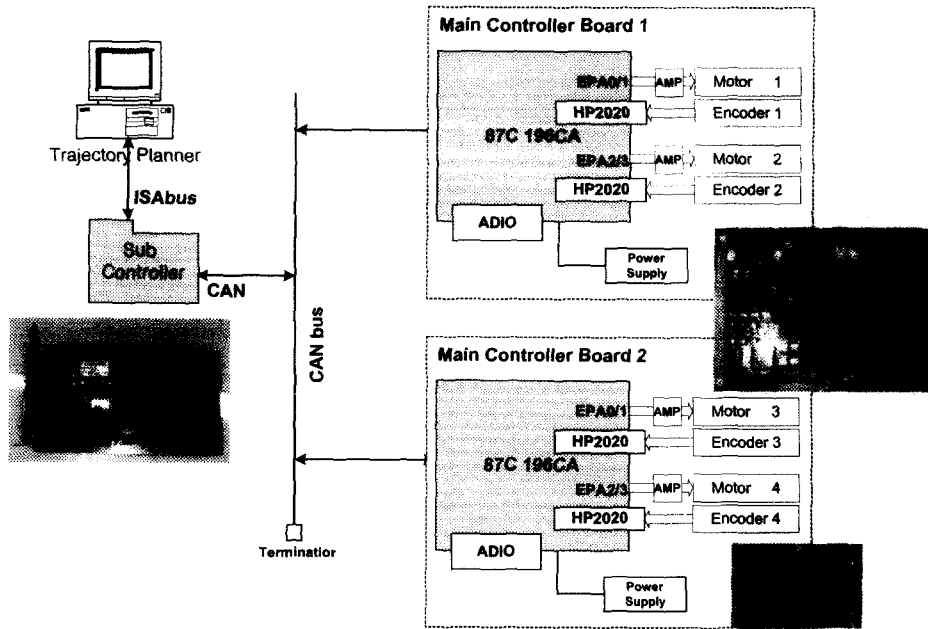 Trajectory Planner
ISAbus
Sub
Controller
CAN
CAN bus
Terminatior
Main Controller Board 1
87C 196CA
EPA0/1
AMP
Motor 1
HP2020
Encoder 1
EPA2/3
AMP
Motor 2
HP2020
Encoder 2
ADIO
Power
Supply
Main Controller Board 2
87C 196CA
EPA0/1
AMP
Motor 3
HP2020
Encoder 3
EPA2/3
AMP
Motor 4
HP2020
Encoder 4
ADIO
Power
Supply